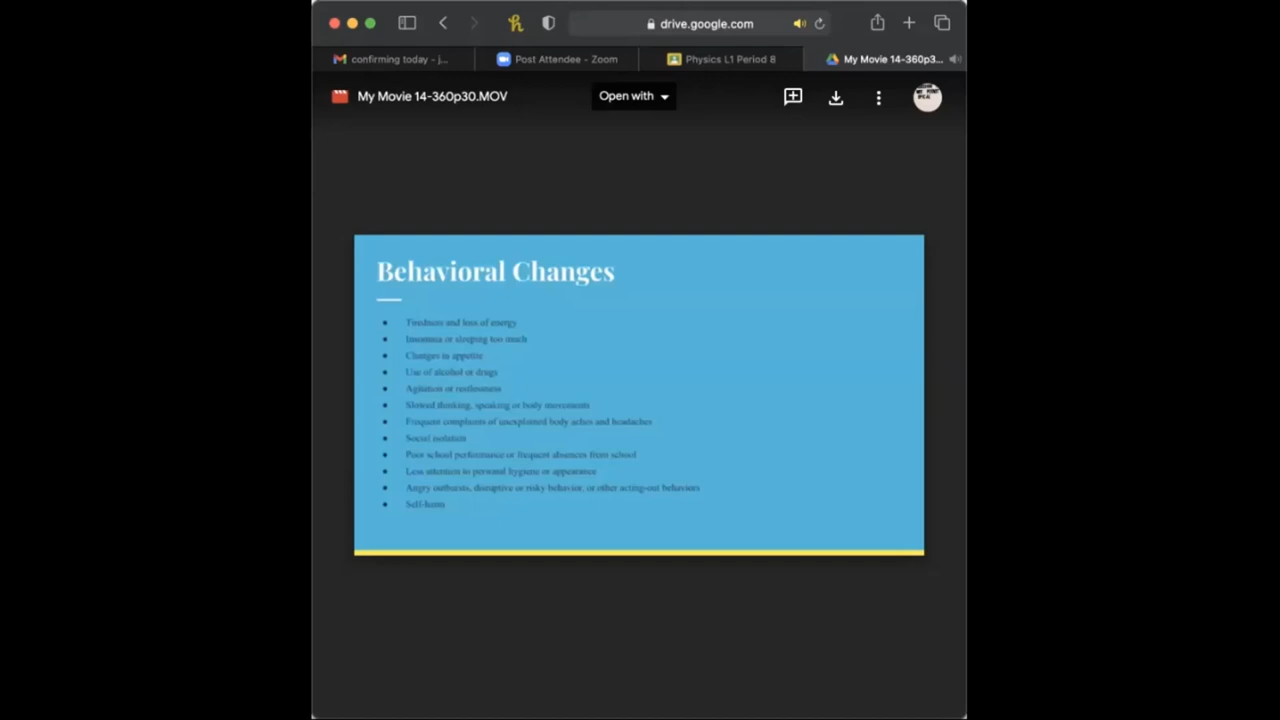 drive.google.com
confirming today - j...
Post Attendee - Zoom
Physics L1 Period 8
My Movie 14-360p3...
My Movie 14-360p30.MOV
Open with
Behavioral Changes
Tiredness and loss of energy
Insomnia or sleeping too much
Changes in appetite
Use of alcohol or drugs
Agitation or restlessness
Slowed thinking, speaking or body movements
Frequent complaints of unexplained body aches and headaches
Social isolation
Poor school performance or frequent absences from school
Less attention to personal hygiene or appearance
Angry outbursts, disruptive or risky behavior, or other acting-out behaviors
Self-harm